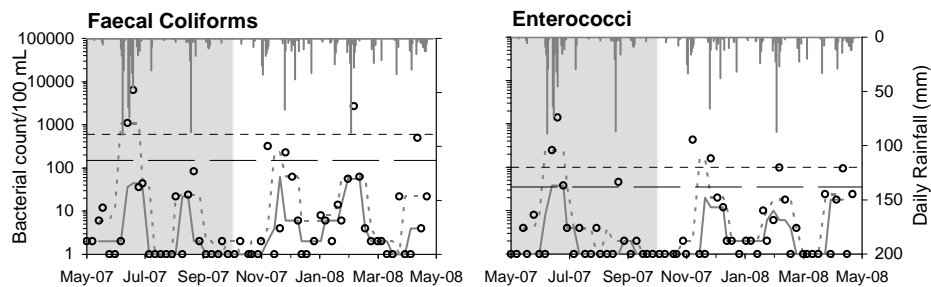 Faecal Coliforms
Enterococci
Bacterial count/100 mL
100000
10000
1000
100
10
1
May-07 Jul-07 Sep-07 Nov-07 Jan-08 Mar-08 May-08
May-07 Jul-07 Sep-07 Nov-07 Jan-08 Mar-08 May-08
0
50
100
150
200
Daily Rainfall (mm)